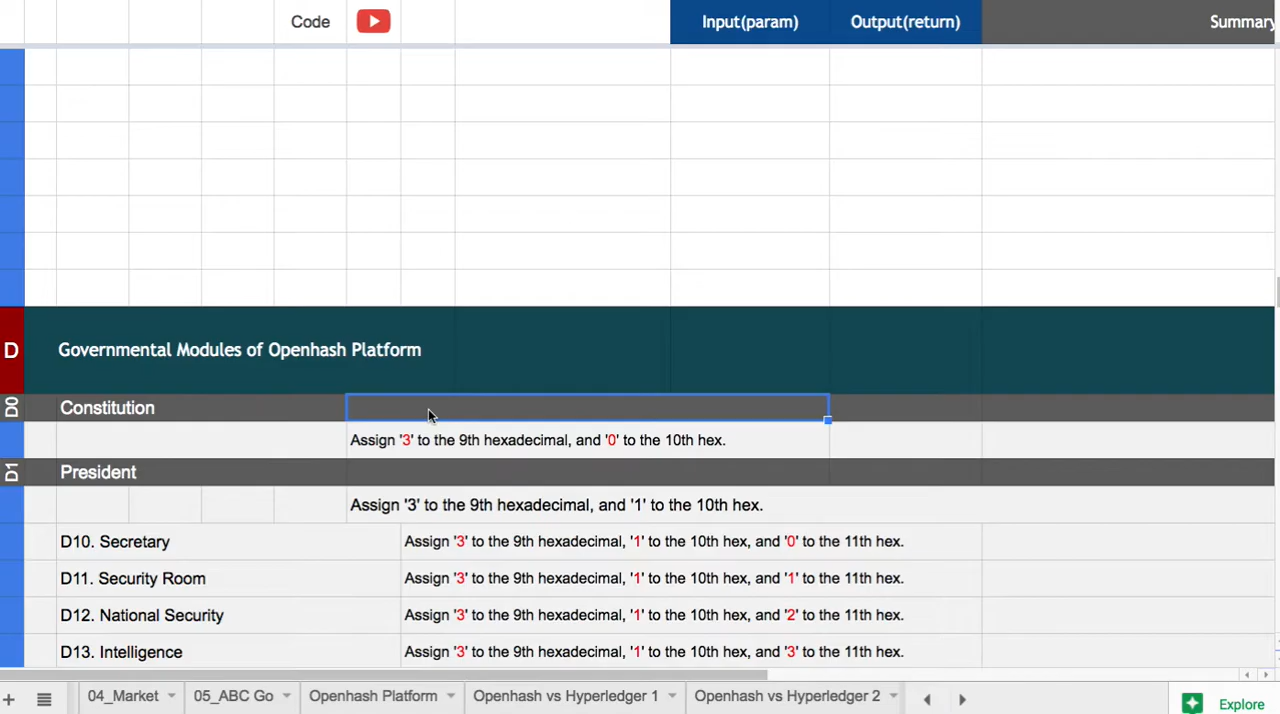 Code Input(param) Output(return) Summary
D Governmental Modules of Openhash Platform
D0 Constitution
Assign '3' to the 9th hexadecimal, and '0' to the 10th hex.
D1 President
Assign '3' to the 9th hexadecimal, and '1' to the 10th hex.
D10. Secretary Assign '3' to the 9th hexadecimal, '1' to the 10th hex, and '0' to the 11th hex.
D11. Security Room Assign '3' to the 9th hexadecimal, '1' to the 10th hex, and '1' to the 11th hex.
D12. National Security Assign '3' to the 9th hexadecimal, '1' to the 10th hex, and '2' to the 11th hex.
D13. Intelligence Assign '3' to the 9th hexadecimal, '1' to the 10th hex, and '3' to the 11th hex.
04_Market 05_ABC Go Openhash Platform Openhash vs Hyperledger 1 Openhash vs Hyperledger 2 Explore